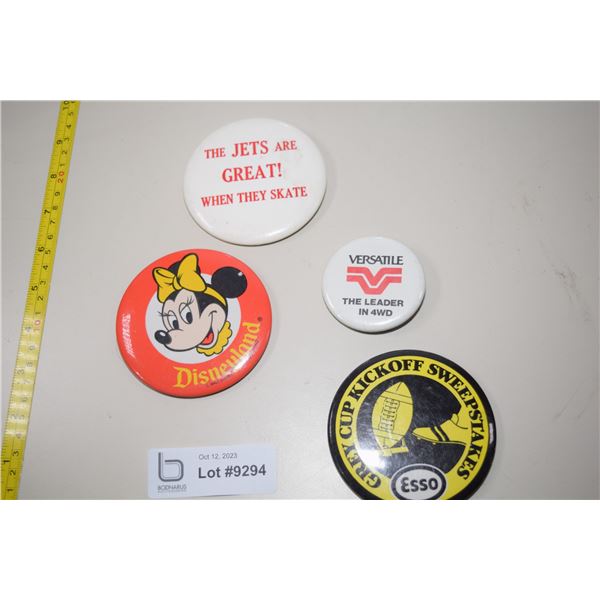 THE JETS ARE
GREAT!
WHEN THEY SKATE
VERSATILE
THE LEADER
IN 4WD
Disneyland®
GREY CUP KICKOFF SWEEPSTAKES
Esso
Oct 12, 2023
Lot #9294
BODNARUS